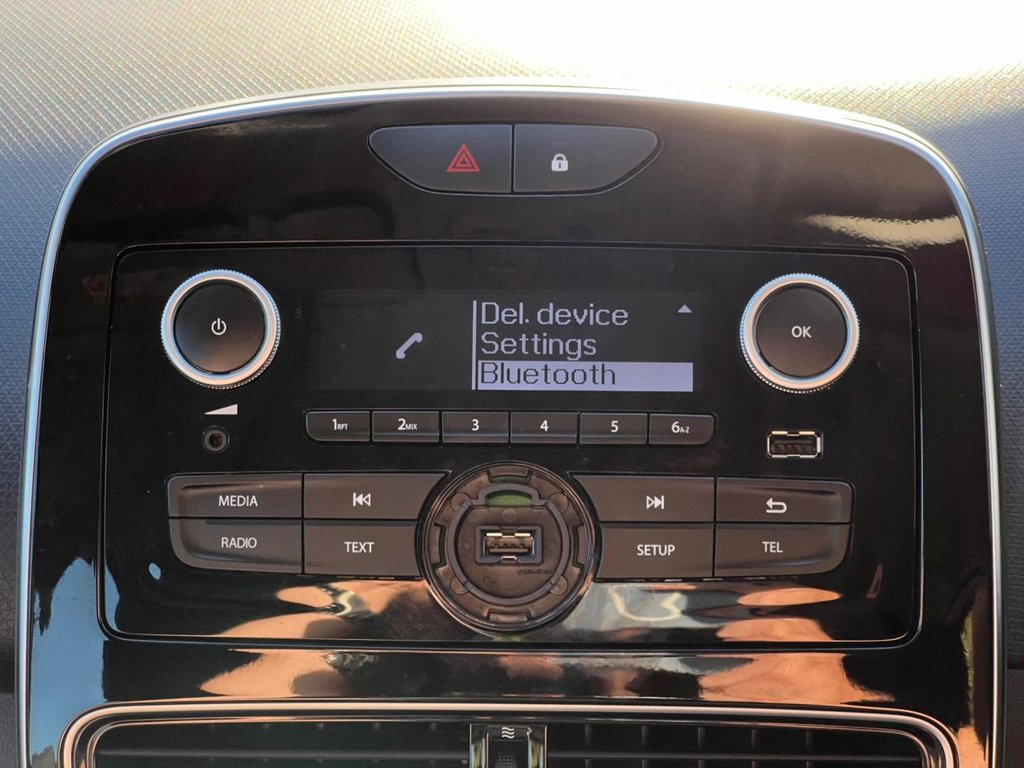 Del. device
Settings
Bluetooth
OK
1RPT 2MIX 3 4 5 6A-Z
MEDIA
RADIO TEXT SETUP TEL